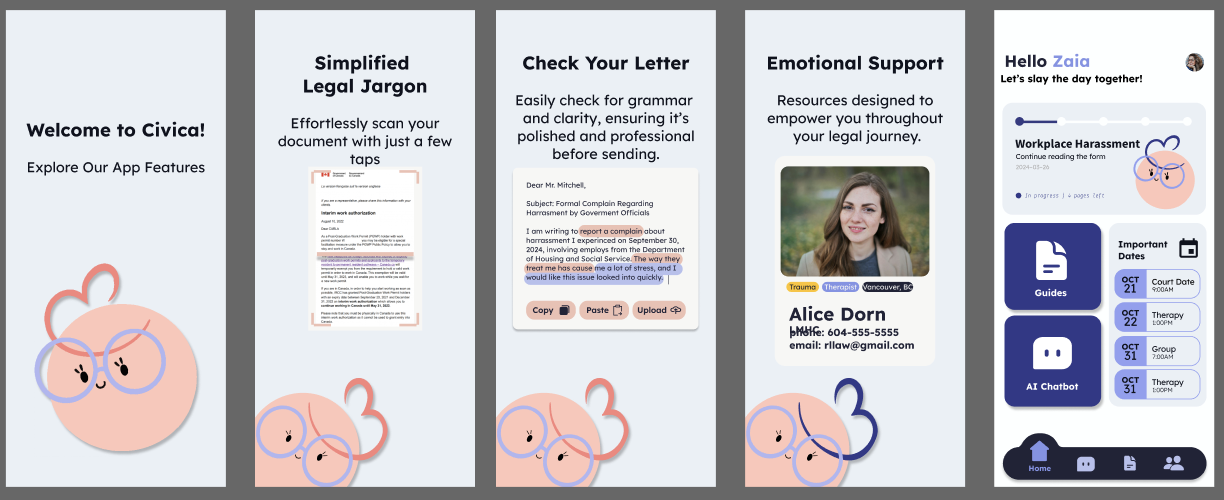 Welcome to Civica!
Explore Our App Features
Simplified
Legal Jargon
Effortlessly scan your
document with just a few
taps
Interim work authorization
August 15, 2022
Check Your Letter
Easily check for grammar
and clarity, ensuring it's
polished and professional
before sending.
Dear Mr. Mitchell,
Subject: Formal Complain Regarding
Harassment by Goverment Officials
I am writing to report a complain about
harrassment I experienced on September 30,
2024, involving employs from the Department
of Housing and Social Service. The way they
treat me has cause me a lot of stress, and I
would like this issue looked into quickly.
Copy
Paste
Upload
Emotional Support
Resources designed to
empower you throughout
your legal journey.
Trauma
Therapist
Vancouver, BC
Alice Dorn
LMHC
phone: 604-555-5555
email: rllaw@gmail.com
Hello Zaia
Let's slay the day together!
Workplace Harassment
Continue reading the form
2024-03-26
In progress | 4 pages left
Guides
AI Chatbot
Important
Dates
OCT
21
Court Date
9:00AM
OCT
22
Therapy
1:00PM
OCT
31
Group
7:00AM
OCT
31
Therapy
1:00PM
Home